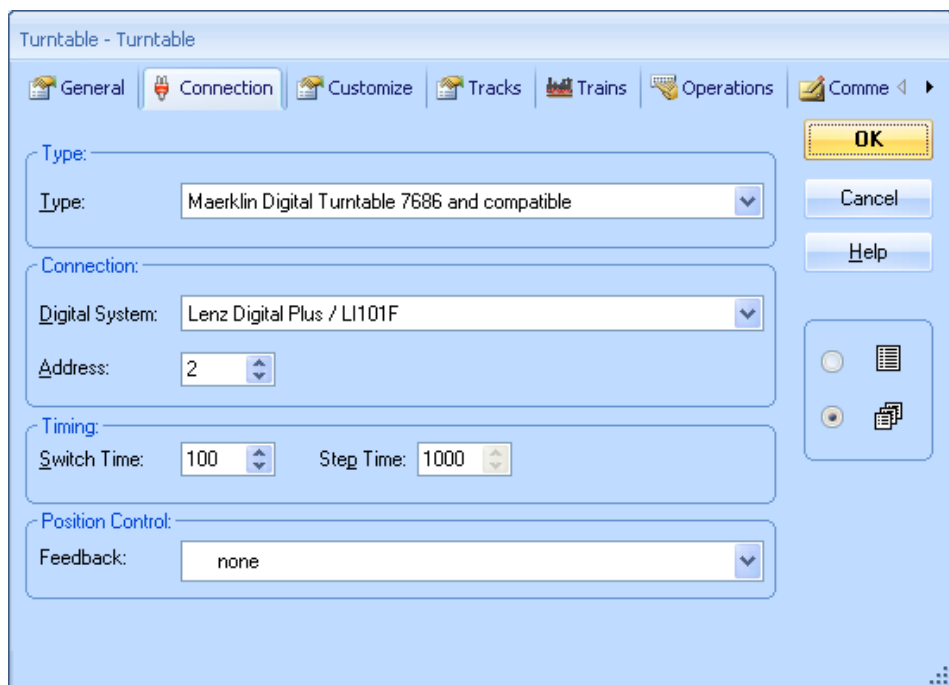 Turntable - Turntable
General Connection Customize Tracks Trains Operations Comme
OK
Type:
Type: Maerklin Digital Turntable 7686 and compatible
Cancel
Help
Connection:
Digital System: Lenz Digital Plus / LI101F
Address: 2
Timing:
Switch Time: 100 Step Time: 1000
Position Control:
Feedback: none